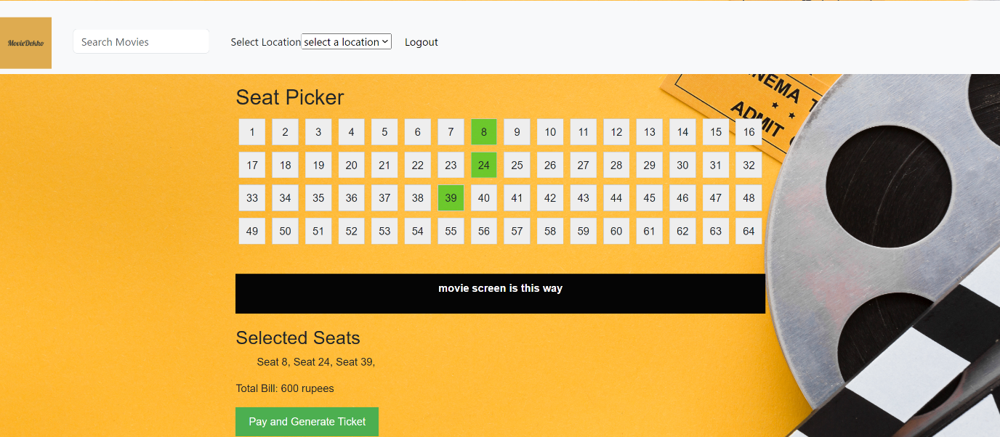 MovieDekho
Search Movies
Select Location select a location Logout
CINEMA T
ADMIT O
Seat Picker
1 2 3 4 5 6 7 8 9 10 11 12 13 14 15 16
17 18 19 20 21 22 23 24 25 26 27 28 29 30 31 32
33 34 35 36 37 38 39 40 41 42 43 44 45 46 47 48
49 50 51 52 53 54 55 56 57 58 59 60 61 62 63 64
movie screen is this way
Selected Seats
Seat 8, Seat 24, Seat 39,
Total Bill: 600 rupees
Pay and Generate Ticket